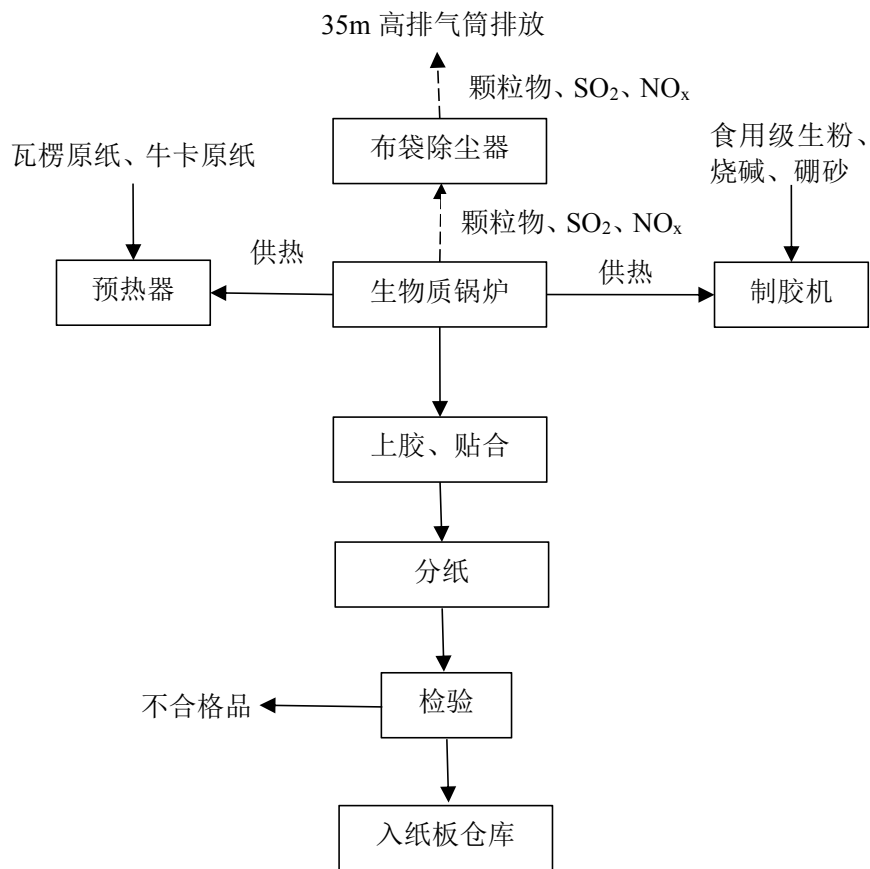 35m 高排气筒排放
颗粒物、SO₂、NOₓ
食用级生粉、
烧碱、硼砂
瓦楞原纸、牛卡原纸
布袋除尘器
颗粒物、SO₂、NOₓ
供热
供热
预热器
生物质锅炉
制胶机
上胶、贴合
分纸
检验
不合格品
入纸板仓库